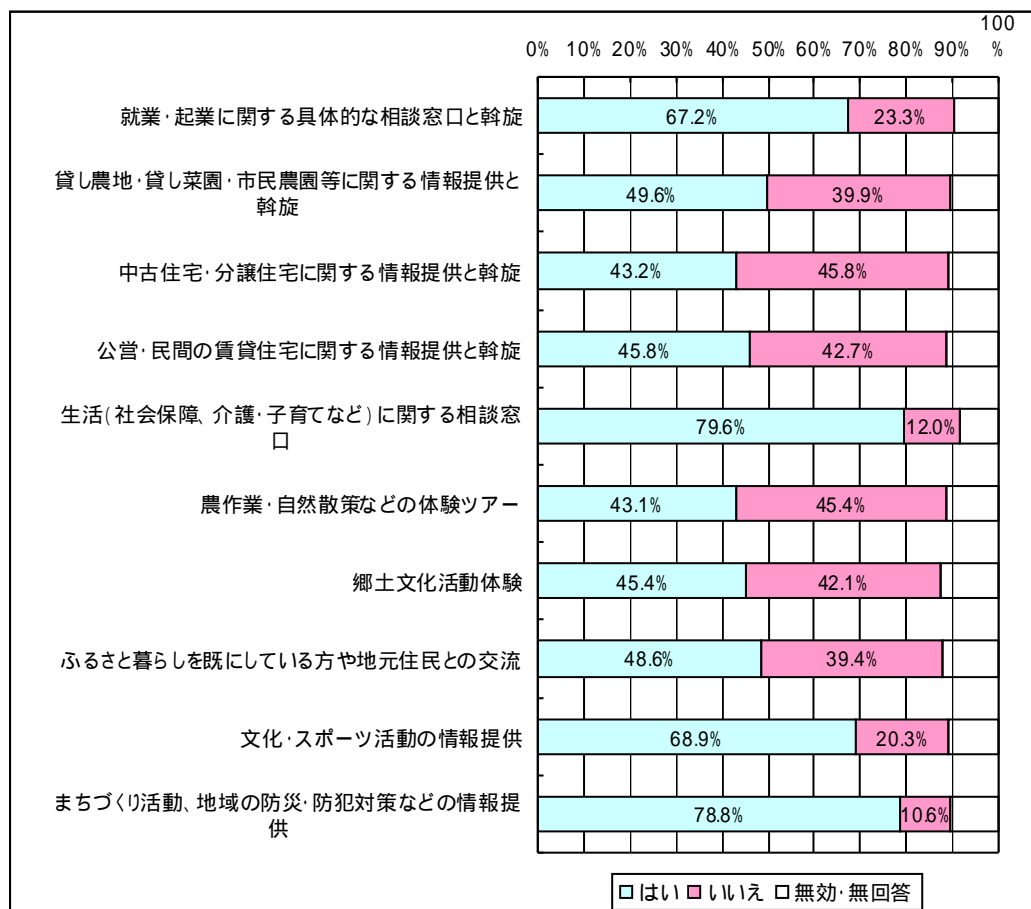 100
0% 10% 20% 30% 40% 50% 60% 70% 80% 90% %
就業・起業に関する具体的な相談窓口と斡旋
67.2% 23.3%
貸し農地・貸し菜園・市民農園等に関する情報提供と
斡旋
49.6% 39.9%
中古住宅・分譲住宅に関する情報提供と斡旋
43.2% 45.8%
公営・民間の賃貸住宅に関する情報提供と斡旋
45.8% 42.7%
生活(社会保障、介護・子育てなど)に関する相談窓
口
79.6% 12.0%
農作業・自然散策などの体験ツアー
43.1% 45.4%
郷土文化活動体験
45.4% 42.1%
ふるさと暮らしを既にしている方や地元住民との交流
48.6% 39.4%
文化・スポーツ活動の情報提供
68.9% 20.3%
まちづくり活動、地域の防災・防犯対策などの情報提
供
78.8% 10.6%
はい いいえ 無効・無回答